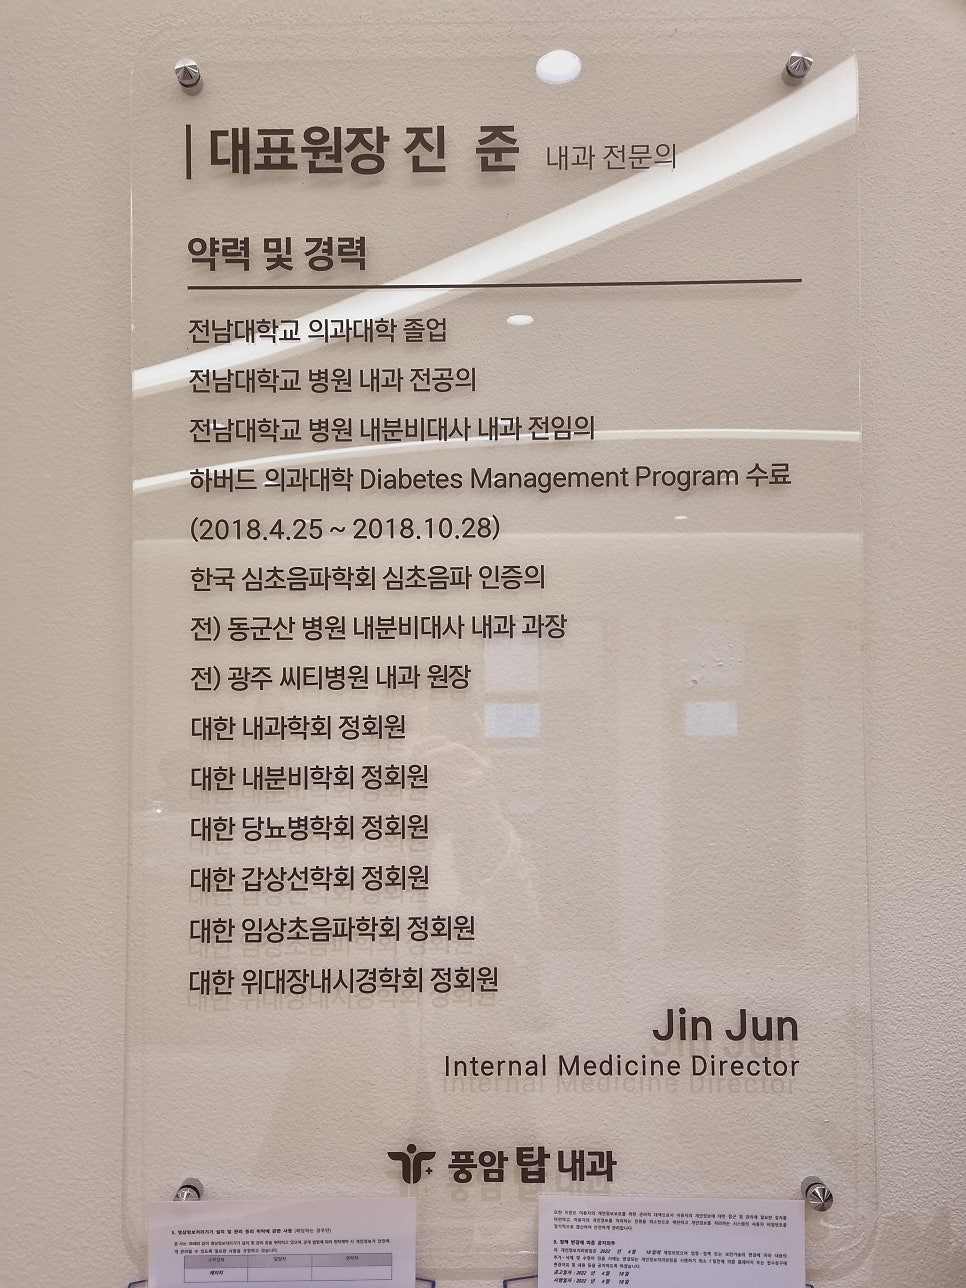 대표원장 진 준 내과 전문의
약력 및 경력
전남대학교 의과대학 졸업
전남대학교 병원 내과 전공의
전남대학교 병원 내분비대사 내과 전임의
하버드 의과대학 Diabetes Management Program 수료
(2018.4.25 ~ 2018.10.28)
한국 심초음파학회 심초음파 인증의
전) 동군산 병원 내분비대사 내과 과장
전) 광주 씨티병원 내과 원장
대한 내과학회 정회원
대한 내분비학회 정회원
대한 당뇨병학회 정회원
대한 갑상선학회 정회원
대한 임상초음파학회 정회원
대한 위대장내시경학회 정회원
Jin Jun
Internal Medicine Director
풍암 탑 내과